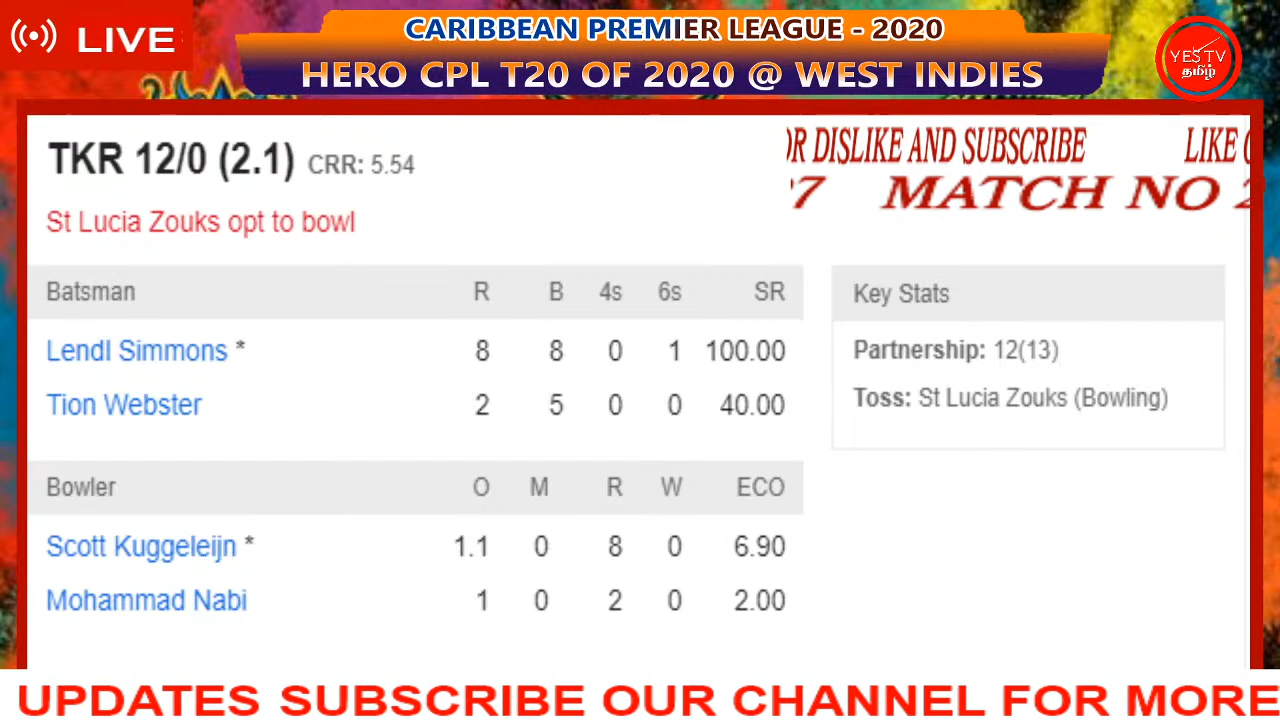 LIVE
CARIBBEAN PREMIER LEAGUE - 2020
HERO CPL T20 OF 2020 @ WEST INDIES
YES TV
தமிழ்
TKR 12/0 (2.1) CRR: 5.54
OR DISLIKE AND SUBSCRIBE LIKE
7 MATCH NO 2
St Lucia Zouks opt to bowl
Batsman R B 4s 6s SR
Lendl Simmons * 8 8 0 1 100.00
Tion Webster 2 5 0 0 40.00
Key Stats
Partnership: 12(13)
Toss: St Lucia Zouks (Bowling)
Bowler O M R W ECO
Scott Kuggeleijn * 1.1 0 8 0 6.90
Mohammad Nabi 1 0 2 0 2.00
UPDATES SUBSCRIBE OUR CHANNEL FOR MORE